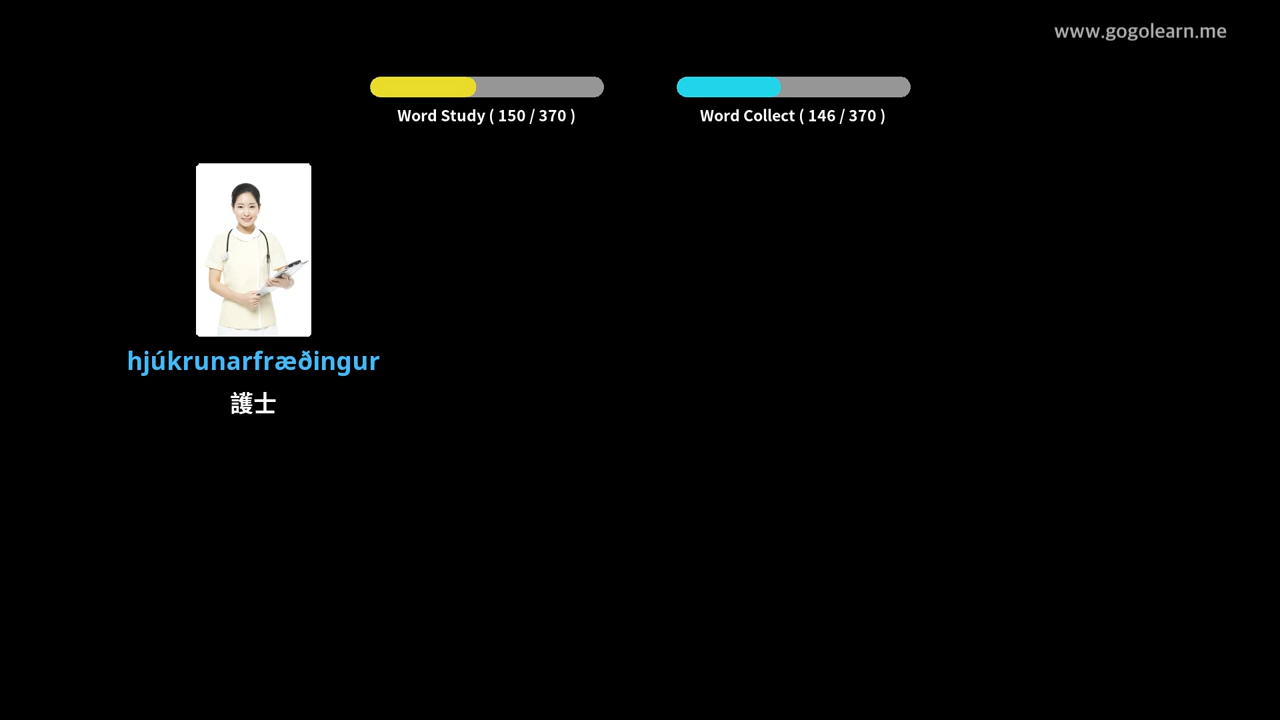 www.gogolearn.me
Word Study ( 150 / 370 )
Word Collect ( 146 / 370 )
hjúkrunarfræðingur
護士